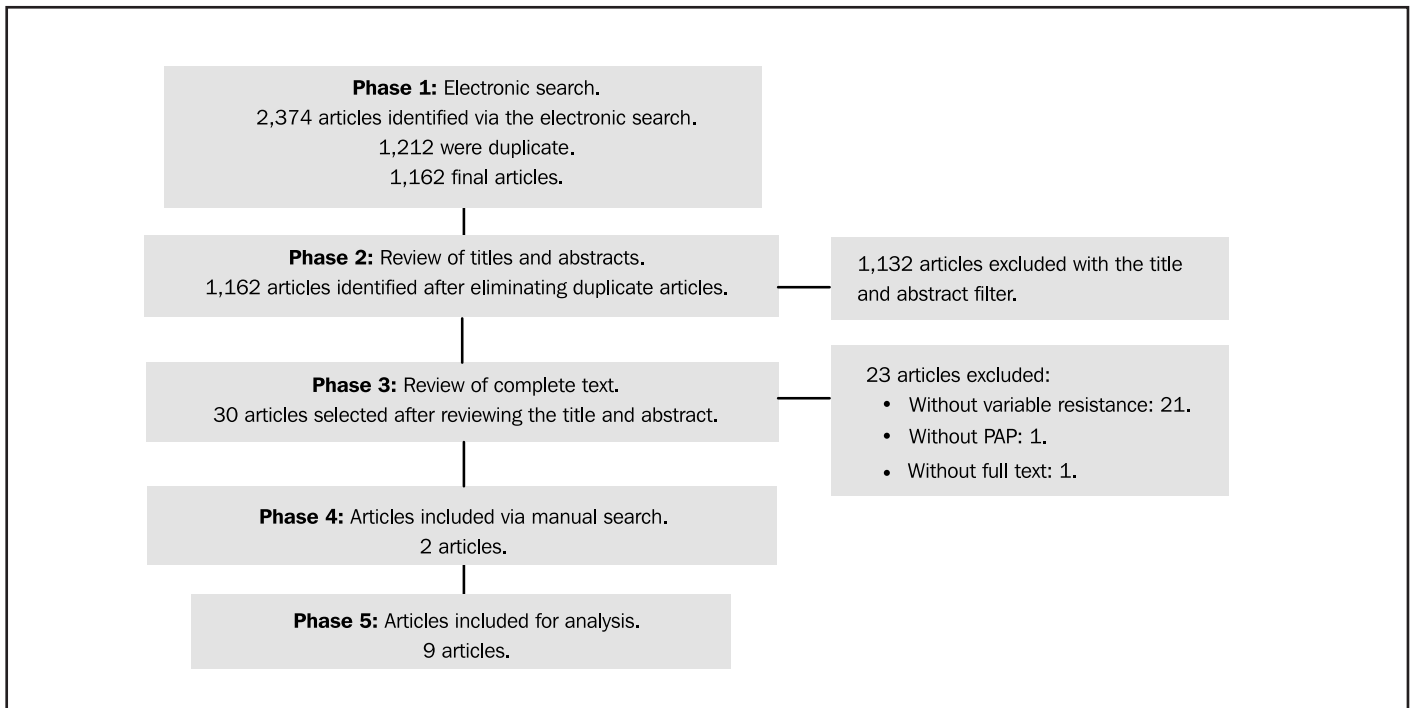 Phase 1: Electronic search.
2,374 articles identified via the electronic search.
1,212 were duplicate.
1,162 final articles.
Phase 2: Review of titles and abstracts.
1,162 articles identified after eliminating duplicate articles.
1,132 articles excluded with the title
and abstract filter.
Phase 3: Review of complete text.
30 articles selected after reviewing the title and abstract.
23 articles excluded:
• Without variable resistance: 21.
• Without PAP: 1.
• Without full text: 1.
Phase 4: Articles included via manual search.
2 articles.
Phase 5: Articles included for analysis.
9 articles.